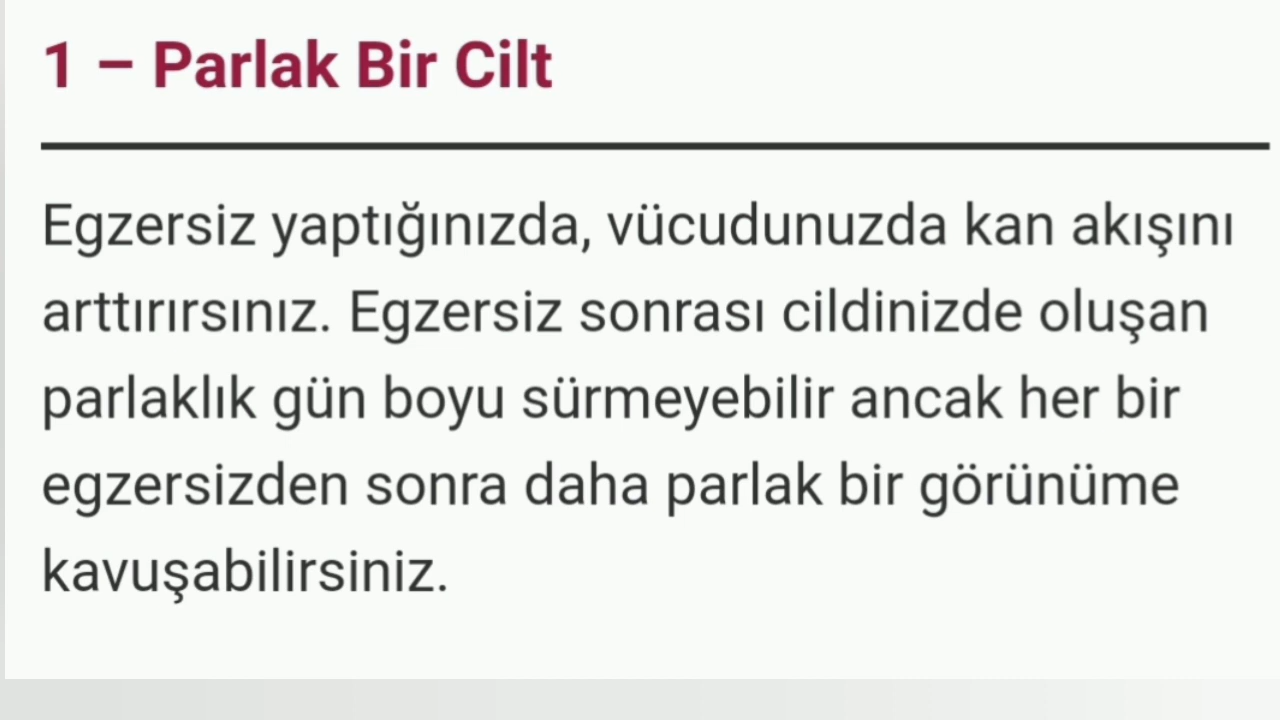 1 – Parlak Bir Cilt
Egzersiz yaptığınızda, vücudunuzda kan akışını
arttırırsınız. Egzersiz sonrası cildinizde oluşan
parlaklık gün boyu sürmeyebilir ancak her bir
egzersizden sonra daha parlak bir görünüme
kavuşabilirsiniz.